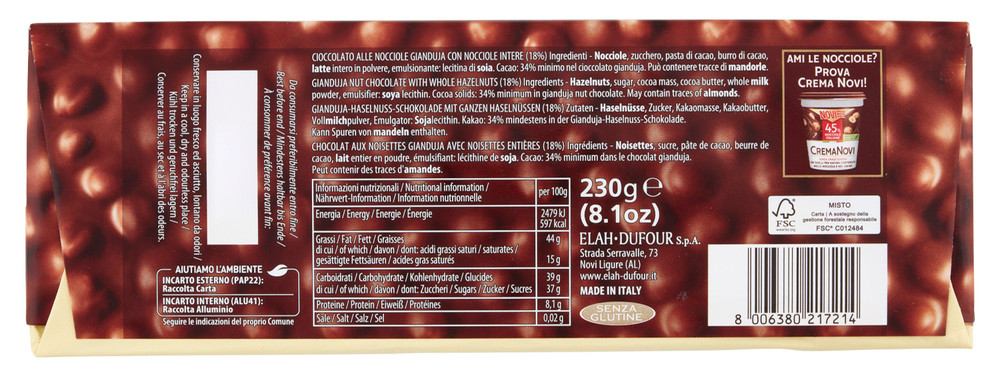 Conservare in luogo fresco ed asciutto, lontano da odori /
Keep in a cool, dry and odourless place /
Kühl trocken und geruchfrei lagern /
Conserver au frais, au sec et à l'abri des odeurs.
Da consumarsi preferibilmente entro fine /
Best before end / Mindestens haltbar bis Ende /
À consommer de préférence avant fin:
AIUTIAMO L'AMBIENTE
INCARTO ESTERNO (PAP22):
Raccolta Carta
INCARTO INTERNO (ALU41):
Raccolta Alluminio
Seguire le indicazioni del proprio Comune
CIOCCOLATO ALLE NOCCIOLE GIANDUJA CON NOCCIOLE INTERE (18%) Ingredienti - Nocciole, zucchero, pasta di cacao, burro di cacao,
latte intero in polvere, emulsionante: lecitina di soia. Cacao: 34% minimo nel cioccolato gianduja. Può contenere tracce di mandorle.
GIANDUJA NUT CHOCOLATE WITH WHOLE HAZELNUTS (18%) Ingredients - Hazelnuts, sugar, cocoa mass, cocoa butter, whole milk
powder, emulsifier: soya lecithin. Cocoa solids: 34% minimum in gianduja nut chocolate. May contain traces of almonds.
GIANDUJA-HASELNUSS-SCHOKOLADE MIT GANZEN HASELNÜSSEN (18%) Zutaten - Haselnüsse, Zucker, Kakaomasse, Kakaobutter,
Vollmilchpulver, Emulgator: Sojalecithin. Kakao: 34% mindestens in der Gianduja-Haselnuss-Schokolade.
Kann Spuren von mandeln enthalten.
CHOCOLAT AUX NOISETTES GIANDUJA AVEC NOISETTES ENTIÈRES (18%) Ingrédients - Noisettes, sucre, pâte de cacao, beurre de
cacao, lait entier en poudre, émulsifiant: lécithine de soja. Cacao: 34% minimum dans le chocolat gianduja.
Peut contenir des traces d'amandes.
Informazioni nutrizionali / Nutritional information /
Nährwert-Information / Information nutritionnelle
per 100g
Energia / Energy / Energie / Énergie
2479 kJ
597 kcal
Grassi / Fat / Fett / Graisses
44 g
di cui / of which / davon / dont: acidi grassi saturi / saturates /
gesättigte Fettsäuren / acides gras saturés
15 g
Carboidrati / Carbohydrate / Kohlenhydrate / Glucides
39 g
di cui / of which / davon / dont: Zuccheri / Sugars / Zucker / Sucres
37 g
Proteine / Protein / Eiweiß / Protéines
8,1 g
Sale / Salt / Salz / Sel
0,02 g
230g e
(8.1oz)
ELAH•DUFOUR S.p.A.
Strada Serravalle, 73
Novi Ligure (AL)
www.elah-dufour.it
MADE IN ITALY
SENZA
GLUTINE
AMI LE NOCCIOLE?
PROVA
CREMA NOVI!
NOVI
45%
CREMANOVI
FSC
MISTO
Carta | A sostegno della
gestione forestale responsabile
FSC® C012484
8 006380 217214